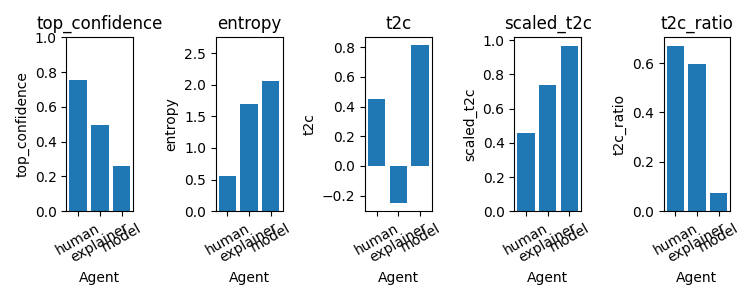 top_confidence
top_confidence
1.0
0.8
0.6
0.4
0.2
0.0
human
explainer
model
Agent
entropy
entropy
2.5
2.0
1.5
1.0
0.5
0.0
human
explainer
model
Agent
t2c
t2c
0.8
0.6
0.4
0.2
0.0
−0.2
human
explainer
model
Agent
scaled_t2c
scaled_t2c
1.0
0.8
0.6
0.4
0.2
0.0
human
explainer
model
Agent
t2c_ratio
t2c_ratio
0.6
0.4
0.2
0.0
human
explainer
model
Agent